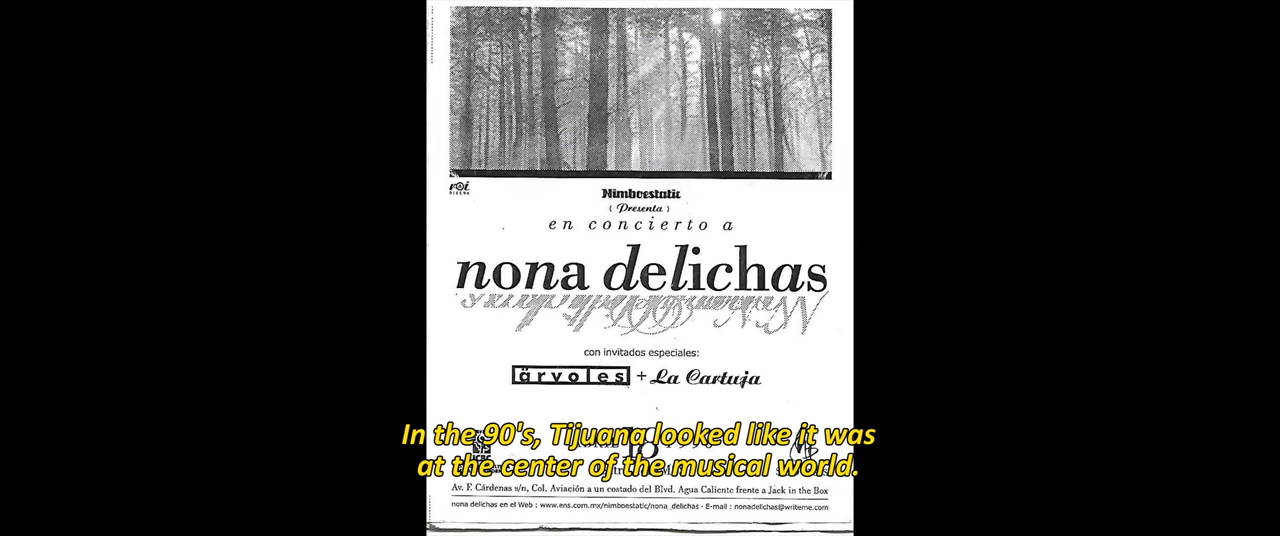 roi
DISEÑO
Nimboestatic
( Presenta )
en concierto a
nona delichas
con invitados especiales:
ärvoles + La Cartuja
18
In the 90's, Tijuana looked like it was
at the center of the musical world.
Av. F. Cárdenas s/n, Col. Aviación a un costado del Blvd. Agua Caliente frente a Jack in the Box
nona delichas en el Web : www.ens.com.mx/nimboestatic/nona_delichas - E-mail : nonadelichas@writeme.com